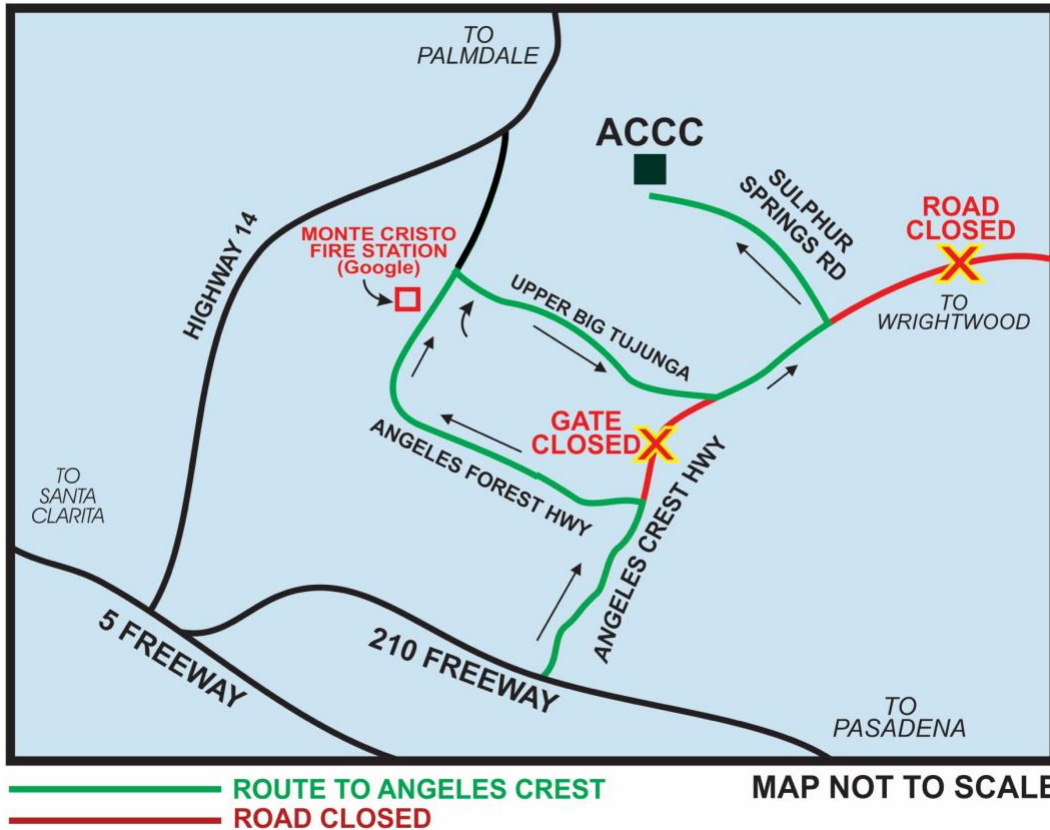 TO
PALMDALE
ACCC
SULPHUR
SPRINGS RD
ROAD
CLOSED
HIGHWAY 14
MONTE CRISTO
FIRE STATION
(Google)
UPPER BIG TUJUNGA
TO
WRIGHTWOOD
GATE
CLOSED
ANGELES FOREST HWY
ANGELES CREST HWY
TO
SANTA
CLARITA
5 FREEWAY
210 FREEWAY
TO
PASADENA
ROUTE TO ANGELES CREST
MAP NOT TO SCALE
ROAD CLOSED